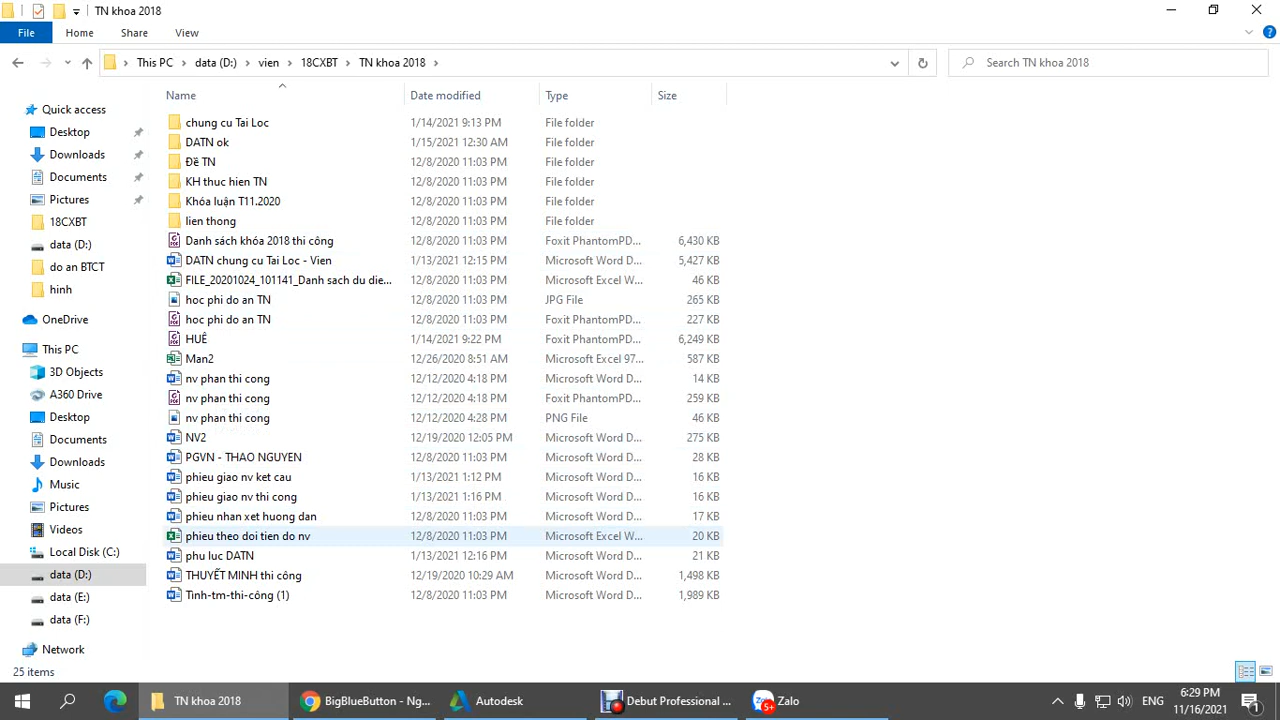 TN khoa 2018
File Home Share View
This PC data (D:) vien 18CXBT TN khoa 2018 Search TN khoa 2018
Name Date modified Type Size
Quick access
Desktop
Downloads
Documents
Pictures
18CXBT
data (D:)
do an BTCT
hinh
OneDrive
This PC
3D Objects
A360 Drive
Desktop
Documents
Downloads
Music
Pictures
Videos
Local Disk (C:)
data (D:)
data (E:)
data (F:)
Network
chung cu Tai Loc 1/14/2021 9:13 PM File folder
DATN ok 1/15/2021 12:30 AM File folder
Đề TN 12/8/2020 11:03 PM File folder
KH thuc hien TN 12/8/2020 11:03 PM File folder
Khóa luận T11.2020 12/8/2020 11:03 PM File folder
lien thong 12/8/2020 11:03 PM File folder
Danh sách khóa 2018 thi công 12/8/2020 11:03 PM Foxit PhantomPD... 6,430 KB
DATN chung cu Tai Loc - Vien 1/13/2021 12:15 PM Microsoft Word D... 5,427 KB
FILE_20201024_101141_Danh sach du die... 12/8/2020 11:03 PM Microsoft Excel W... 46 KB
hoc phi do an TN 12/8/2020 11:03 PM JPG File 265 KB
hoc phi do an TN 12/8/2020 11:03 PM Foxit PhantomPD... 227 KB
HUÊ 1/14/2021 9:22 PM Foxit PhantomPD... 6,249 KB
Man2 12/26/2020 8:51 AM Microsoft Excel 97... 587 KB
nv phan thi cong 12/12/2020 4:18 PM Microsoft Word D... 14 KB
nv phan thi cong 12/12/2020 4:18 PM Foxit PhantomPD... 259 KB
nv phan thi cong 12/12/2020 4:28 PM PNG File 46 KB
NV2 12/19/2020 12:05 PM Microsoft Word D... 275 KB
PGVN - THAO NGUYEN 12/8/2020 11:03 PM Microsoft Word D... 28 KB
phieu giao nv ket cau 1/13/2021 1:12 PM Microsoft Word D... 16 KB
phieu giao nv thi cong 1/13/2021 1:16 PM Microsoft Word D... 16 KB
phieu nhan xet huong dan 12/8/2020 11:03 PM Microsoft Word D... 17 KB
phieu theo doi tien do nv 12/8/2020 11:03 PM Microsoft Excel W... 20 KB
phu luc DATN 1/13/2021 12:16 PM Microsoft Word D... 21 KB
THUYẾT MINH thi công 12/19/2020 10:29 AM Microsoft Word D... 1,498 KB
Tinh-tm-thi-công (1) 12/8/2020 11:03 PM Microsoft Word D... 1,989 KB
25 items
TN khoa 2018 BigBlueButton - Ng... Autodesk Debut Professional ... 5+ Zalo ENG 6:29 PM
11/16/2021 1